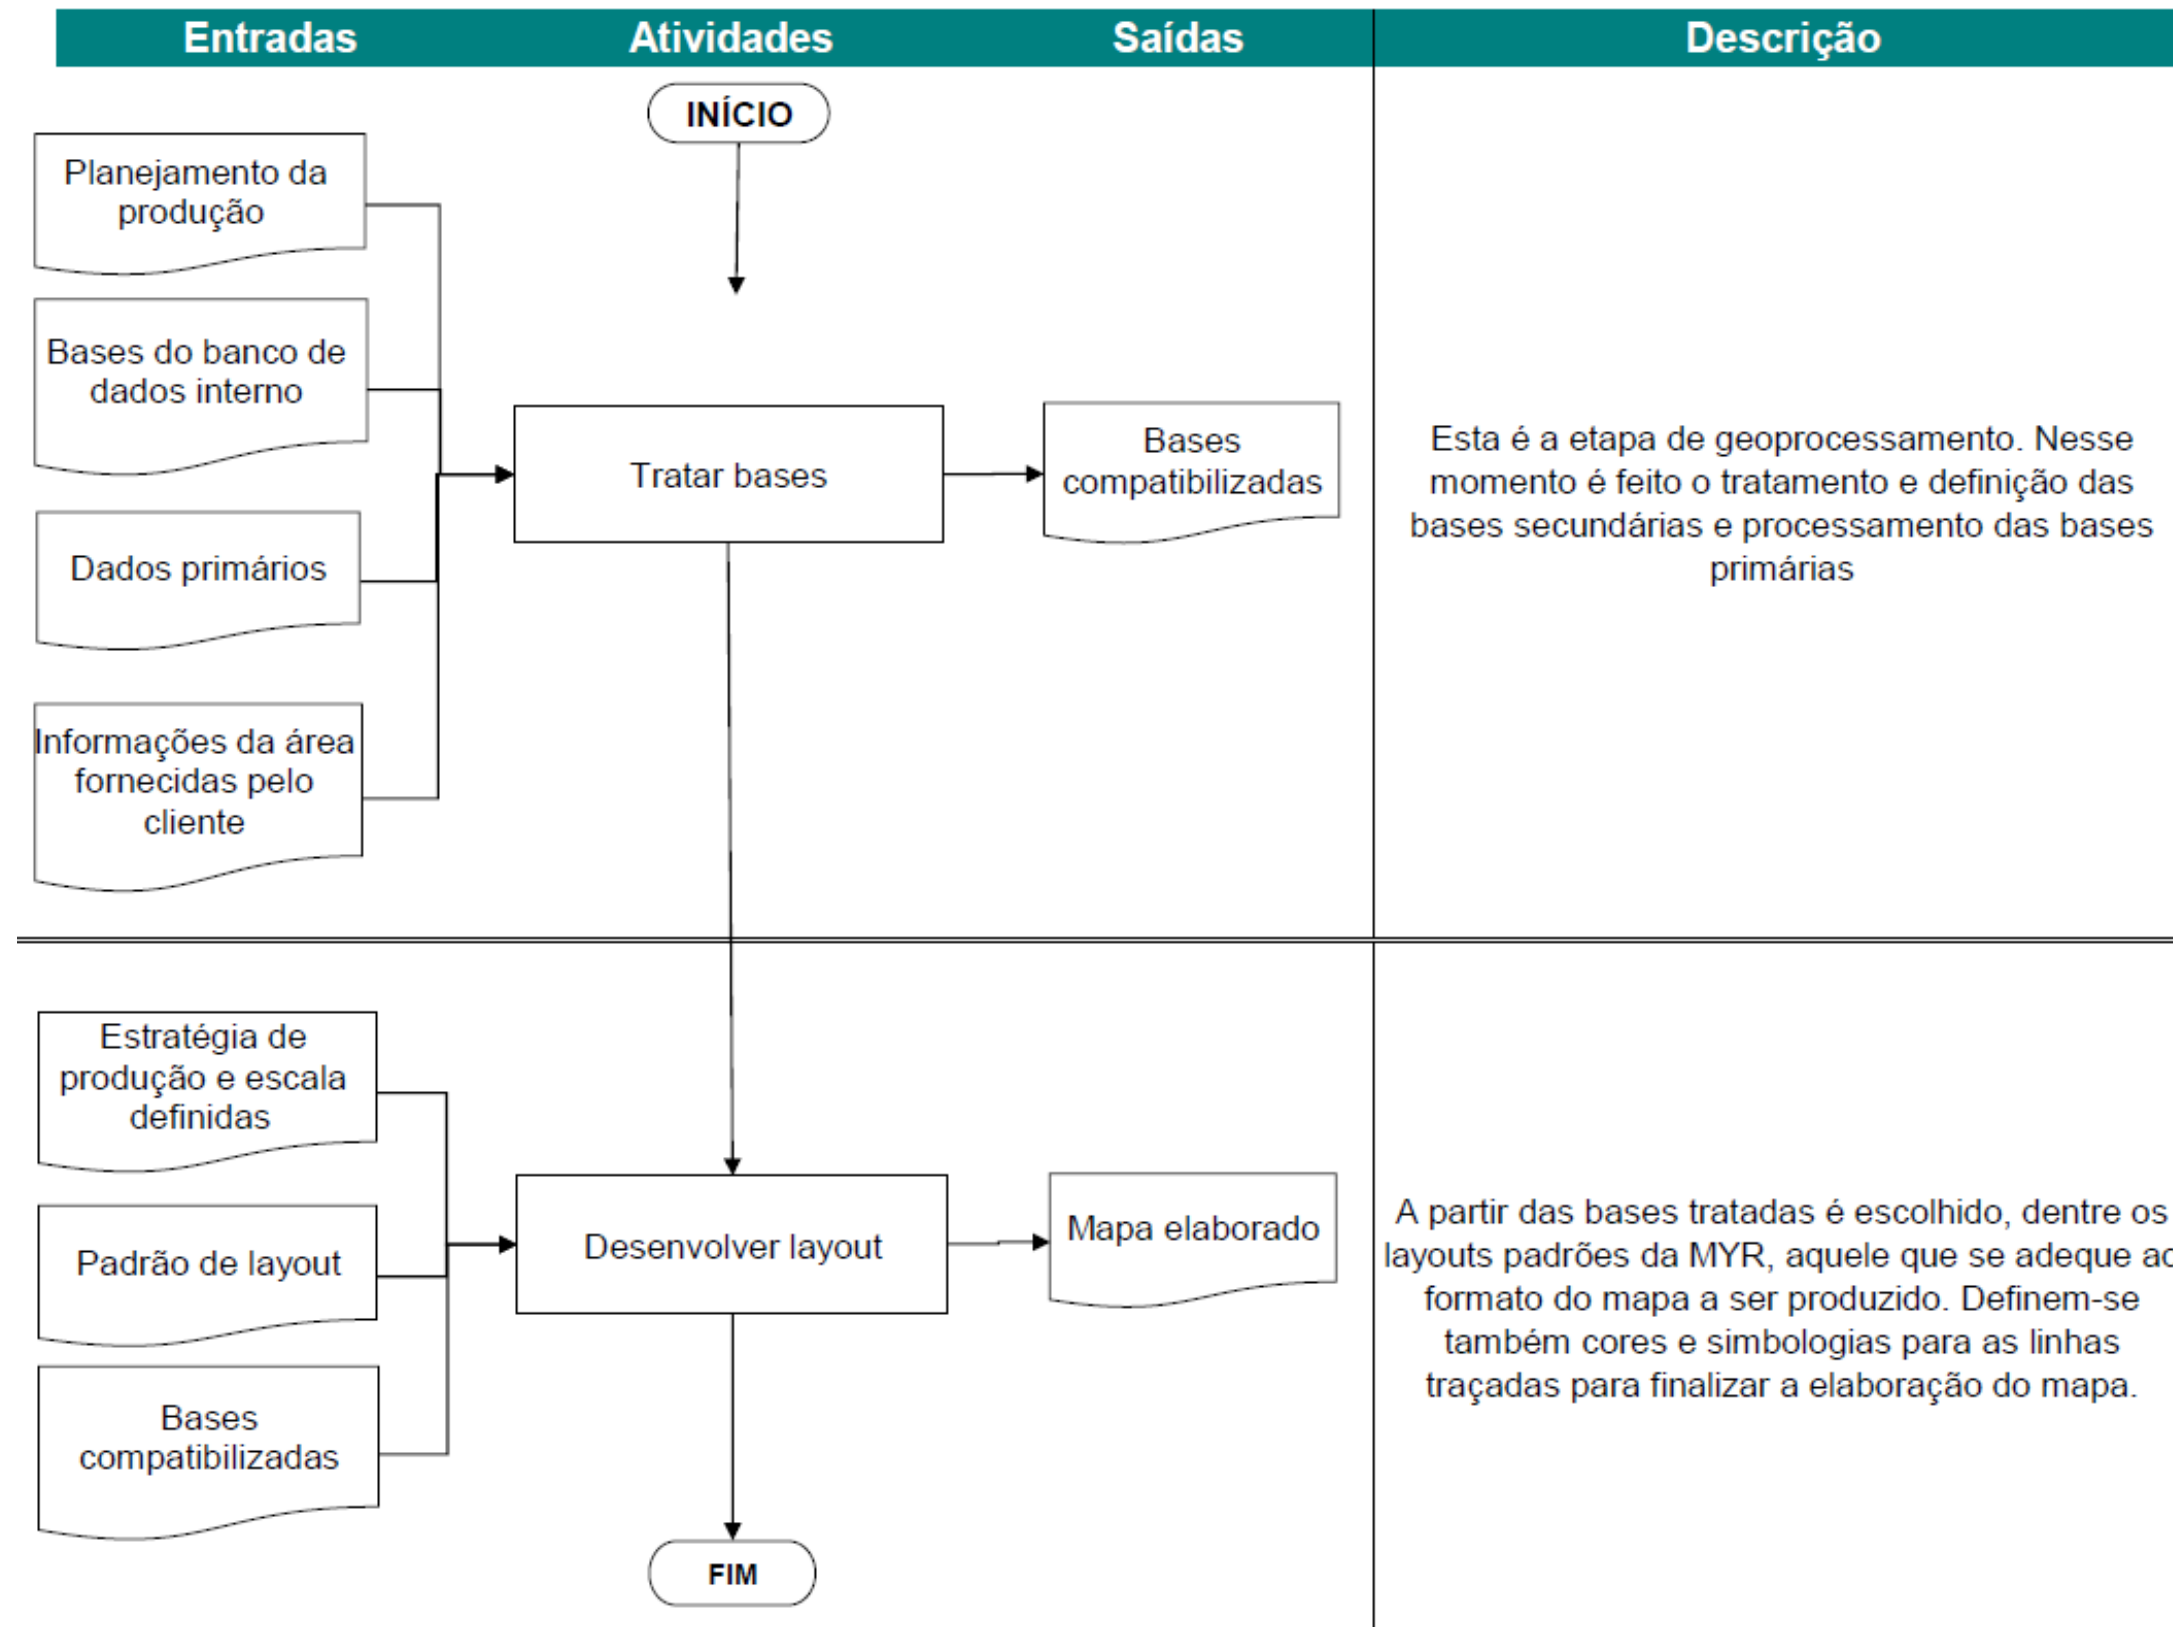 Entradas Atividades Saídas Descrição
INÍCIO
Planejamento da
produção
Bases do banco de
dados interno
Dados primários
Informações da área
fornecidas pelo
cliente
Tratar bases
Bases
compatibilizadas
Esta é a etapa de geoprocessamento. Nesse
momento é feito o tratamento e definição das
bases secundárias e processamento das bases
primárias
Estratégia de
produção e escala
definidas
Padrão de layout
Bases
compatibilizadas
Desenvolver layout
Mapa elaborado
A partir das bases tratadas é escolhido, dentre os
layouts padrões da MYR, aquele que se adeque ao
formato do mapa a ser produzido. Definem-se
também cores e simbologias para as linhas
traçadas para finalizar a elaboração do mapa.
FIM